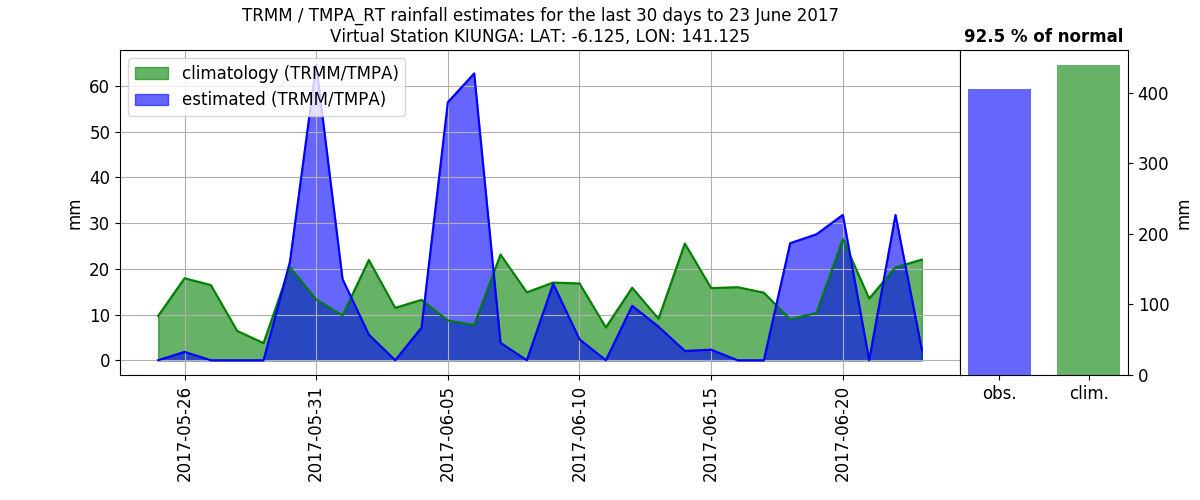 TRMM / TMPA_RT rainfall estimates for the last 30 days to 23 June 2017
Virtual Station KIUNGA: LAT: -6.125, LON: 141.125
92.5 % of normal
climatology (TRMM/TMPA)
estimated (TRMM/TMPA)
60
50
40
30
20
10
0
mm
2017-05-26
2017-05-31
2017-06-05
2017-06-10
2017-06-15
2017-06-20
400
300
200
100
0
mm
obs.
clim.